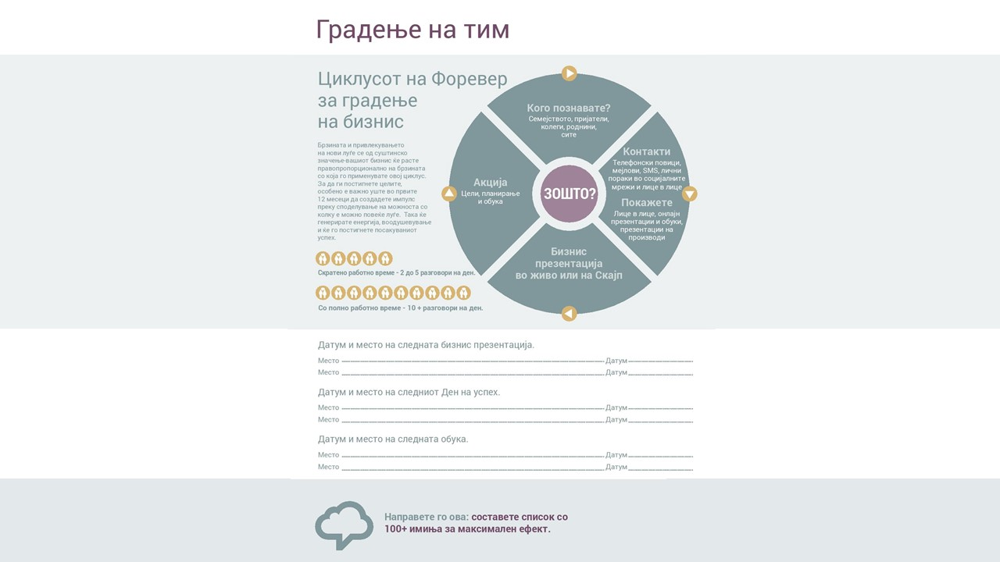 Градење на тим
Циклусот на Форевер
за градење
на бизнис
Брзината и привлекувањето
на нови луѓе се од суштинско
значење-вашиот бизнис ќе расте
правопропорционално на брзината
со која го применувате овој циклус.
За да ги постигнете целите,
особено е важно уште во првите
12 месеци да создадете импулс
преку споделување на можноста со
колку е можно повеќе луѓе. Така ќе
генерирате енергија, воодушевување
и ќе го постигнете посакуваниот
успех.
Скратено работно време - 2 до 5 разговори на ден.
Со полно работно време - 10 + разговори на ден.
Кого познавате?
Семејството, пријатели,
колеги, роднини,
сите
Контакти
Телефонски повици,
мејлови, SMS, лични
пораки во социјалните
мрежи и лице в лице
Покажете
Лице в лице, онлајн
презентации и обуки,
презентации на
производи
Бизнис
презентација
во живо или на Скајп
Акција
Цели, планирање
и обука
ЗОШТО?
Датум и место на следната бизнис презентација.
Место Датум
Место Датум
Датум и место на следниот Ден на успех.
Место Датум
Место Датум
Датум и место на следната обука.
Место Датум
Место Датум
Направете го ова: составете список со
100+ имиња за максимален ефект.